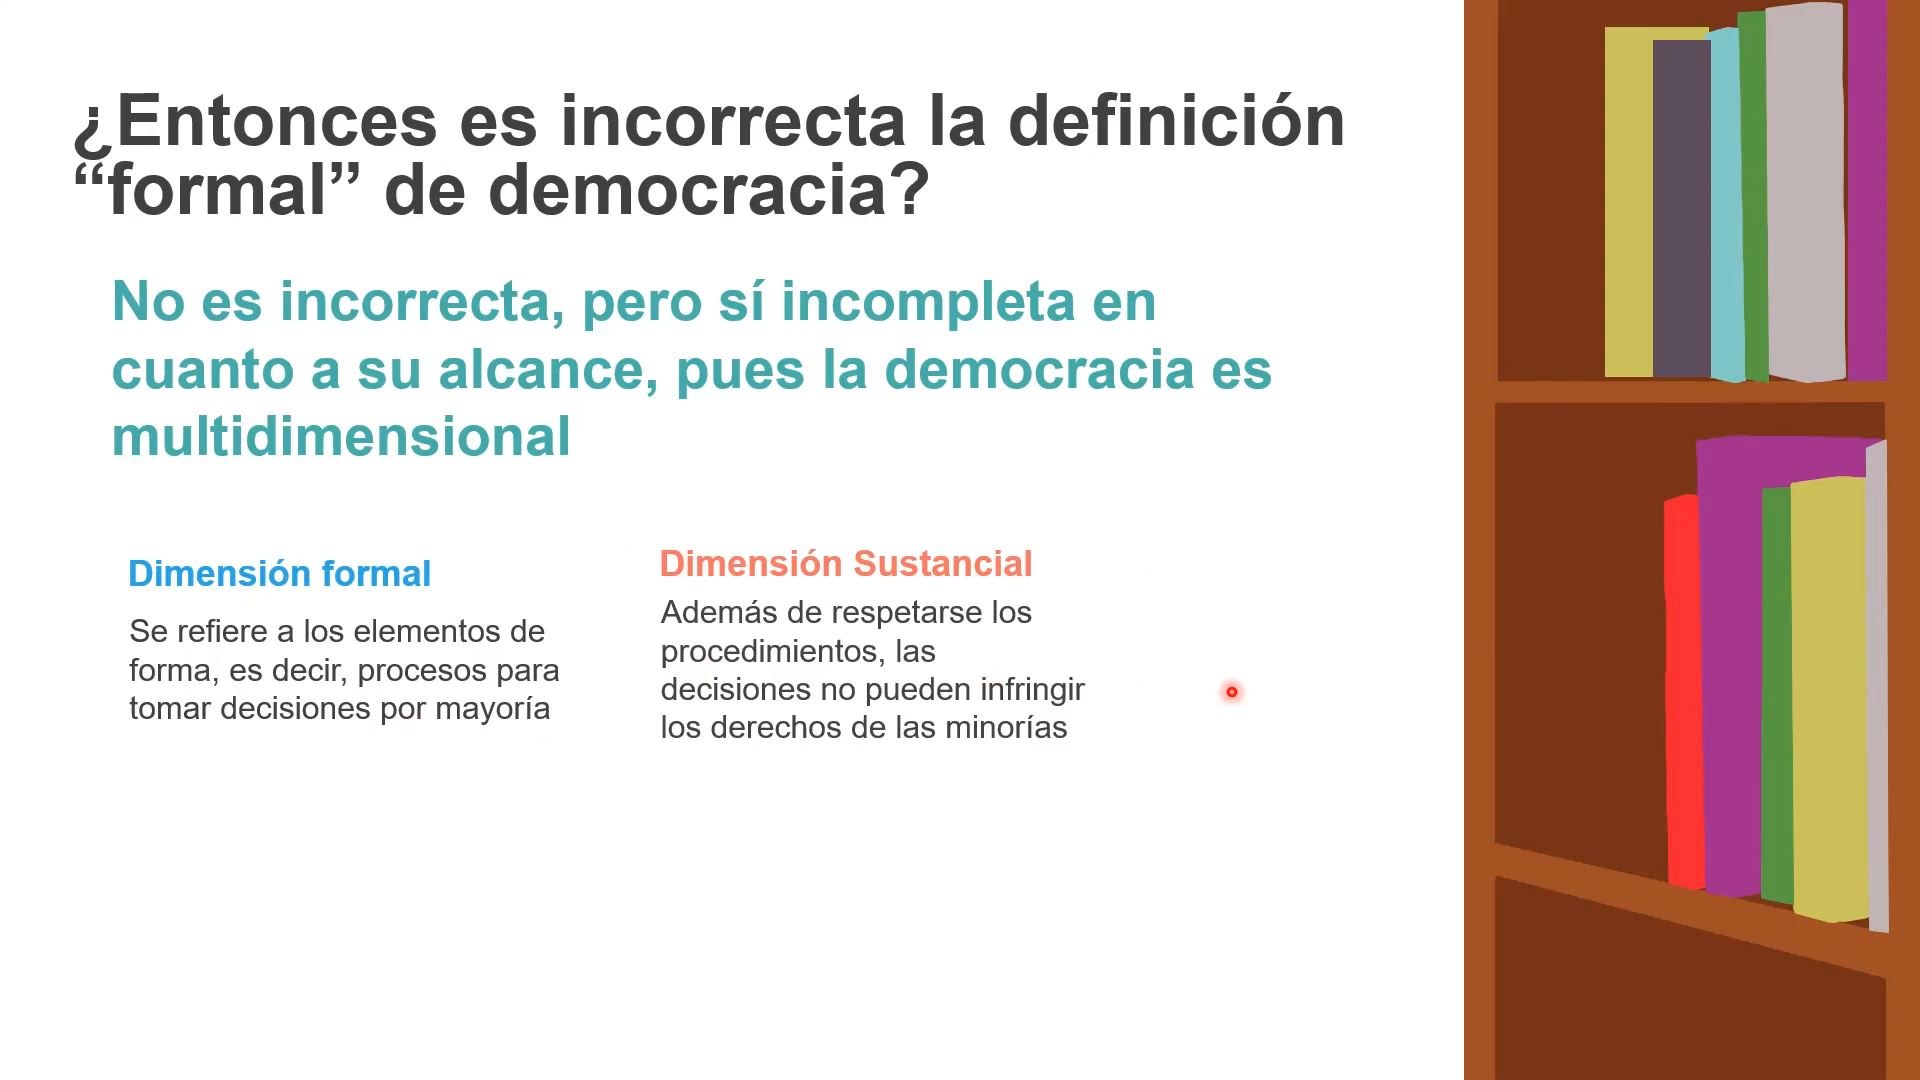 ¿Entonces es incorrecta la definición
“formal” de democracia?
No es incorrecta, pero sí incompleta en
cuanto a su alcance, pues la democracia es
multidimensional
Dimensión formal
Se refiere a los elementos de
forma, es decir, procesos para
tomar decisiones por mayoría
Dimensión Sustancial
Además de respetarse los
procedimientos, las
decisiones no pueden infringir
los derechos de las minorías